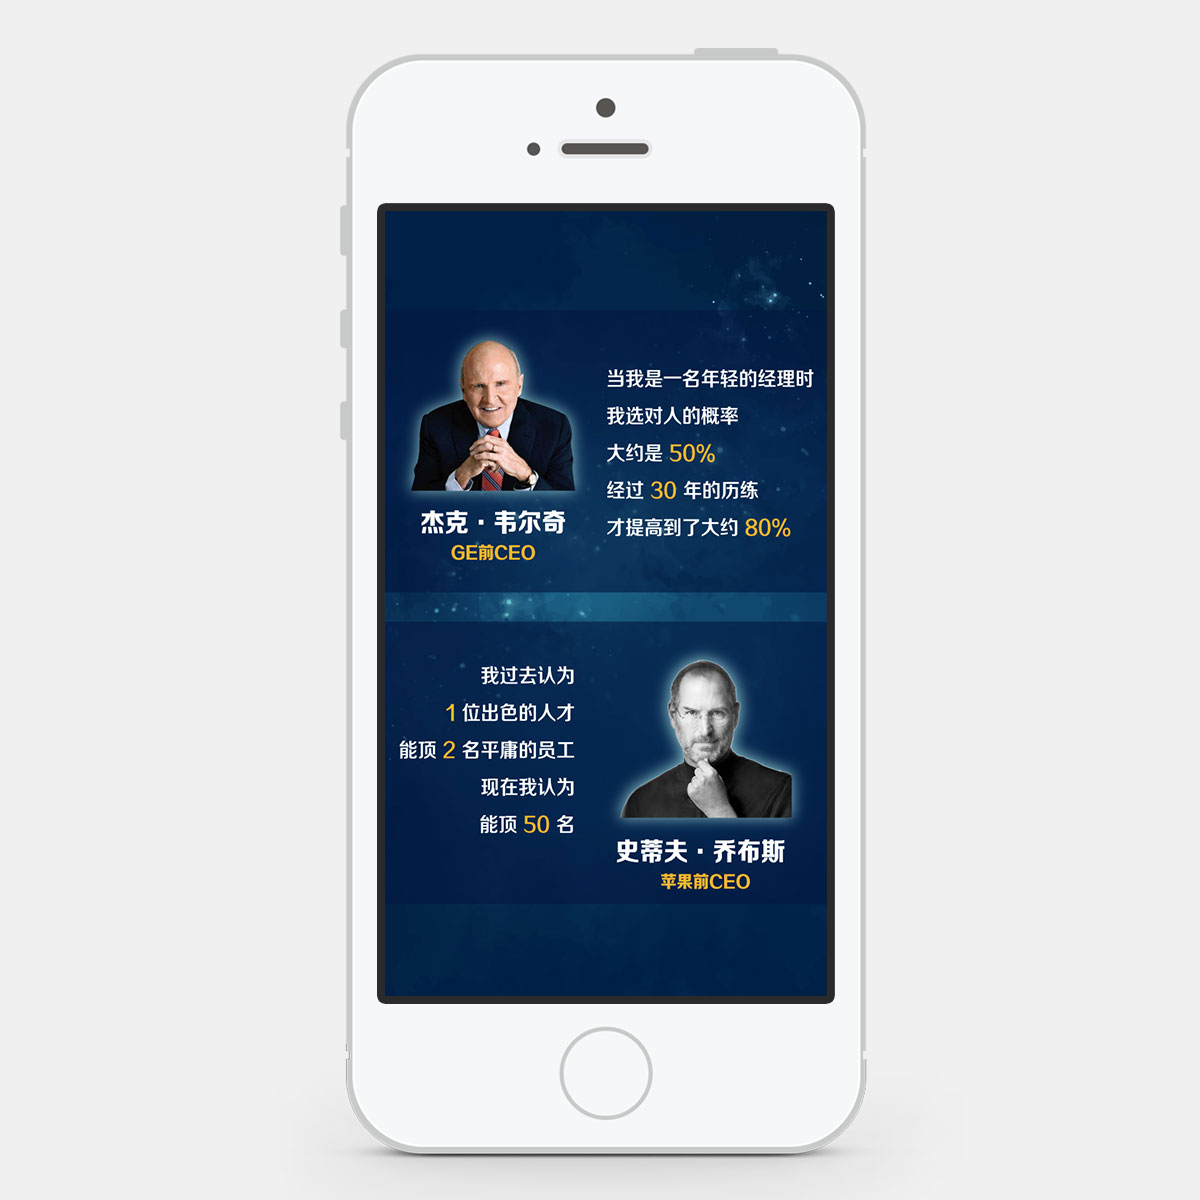 当我是一名年轻的经理时
我选对人的概率
大约是 50%
经过 30 年的历练
才提高到了大约 80%
杰克·韦尔奇
GE前CEO
我过去认为
1 位出色的人才
能顶 2 名平庸的员工
现在我认为
能顶 50 名
史蒂夫·乔布斯
苹果前CEO